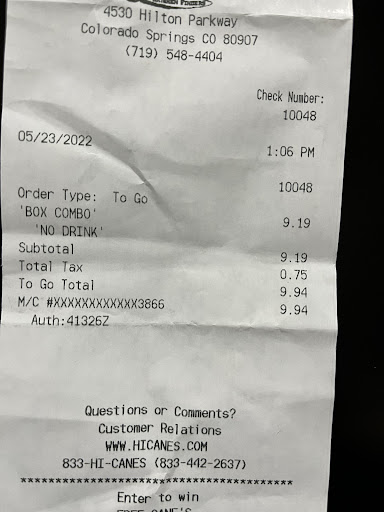 4530 Hilton Parkway
Colorado Springs CO 80907
(719) 548-4404
Check Number:
10048
05/23/2022
1:06 PM
10048
Order Type: To Go
'BOX COMBO' 9.19
'NO DRINK'
Subtotal 9.19
Total Tax 0.75
To Go Total 9.94
M/C #XXXXXXXXXXXX3866 9.94
Auth:41326Z
Questions or Comments?
Customer Relations
WWW.HICANES.COM
833-HI-CANES (833-442-2637)
****************************************
Enter to win
FREE CANE'S